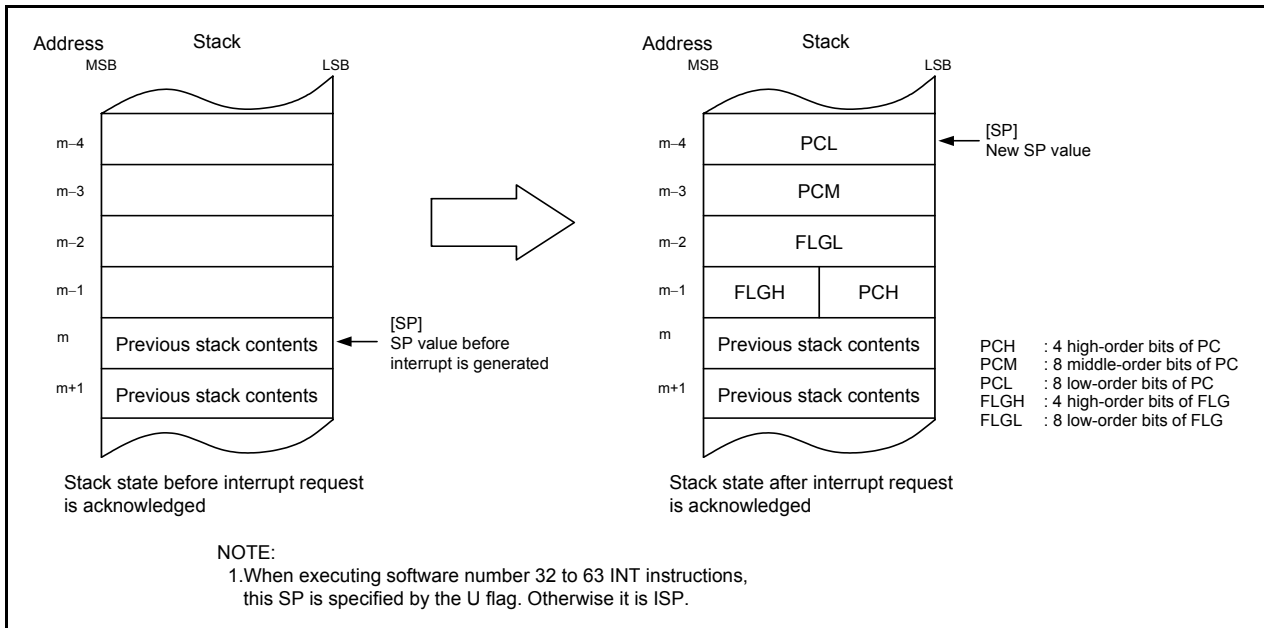 Address Stack
MSB LSB
m–4
m–3
m–2
m–1
m Previous stack contents
m+1 Previous stack contents
[SP]
SP value before
interrupt is generated
Stack state before interrupt request
is acknowledged
Address Stack
MSB LSB
m–4 PCL
m–3 PCM
m–2 FLGL
m–1 FLGH PCH
m Previous stack contents
m+1 Previous stack contents
[SP]
New SP value
PCH : 4 high-order bits of PC
PCM : 8 middle-order bits of PC
PCL : 8 low-order bits of PC
FLGH : 4 high-order bits of FLG
FLGL : 8 low-order bits of FLG
Stack state after interrupt request
is acknowledged
NOTE:
1.When executing software number 32 to 63 INT instructions,
this SP is specified by the U flag. Otherwise it is ISP.